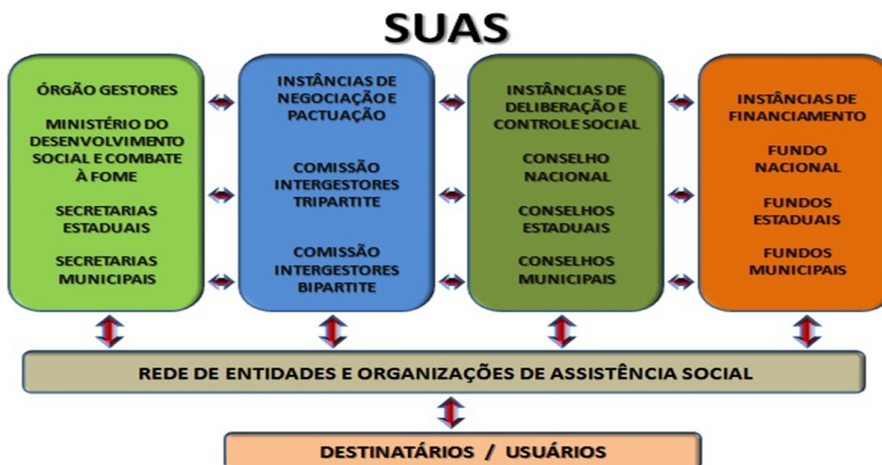 SUAS
ÓRGÃO GESTORES
MINISTÉRIO DO
DESENVOLVIMENTO
SOCIAL E COMBATE
À FOME
SECRETARIAS
ESTADUAIS
SECRETARIAS
MUNICIPAIS
INSTÂNCIAS DE
NEGOCIAÇÃO E
PACTUAÇÃO
COMISSÃO
INTERGESTORES
TRIPARTITE
COMISSÃO
INTERGESTORES
BIPARTITE
INSTÂNCIAS DE
DELIBERAÇÃO E
CONTROLE SOCIAL
CONSELHO
NACIONAL
CONSELHOS
ESTADUAIS
CONSELHOS
MUNICIPAIS
INSTÂNCIAS DE
FINANCIAMENTO
FUNDO
NACIONAL
FUNDOS
ESTADUAIS
FUNDOS
MUNICIPAIS
REDE DE ENTIDADES E ORGANIZAÇÕES DE ASSISTÊNCIA SOCIAL
DESTINATÁRIOS / USUÁRIOS